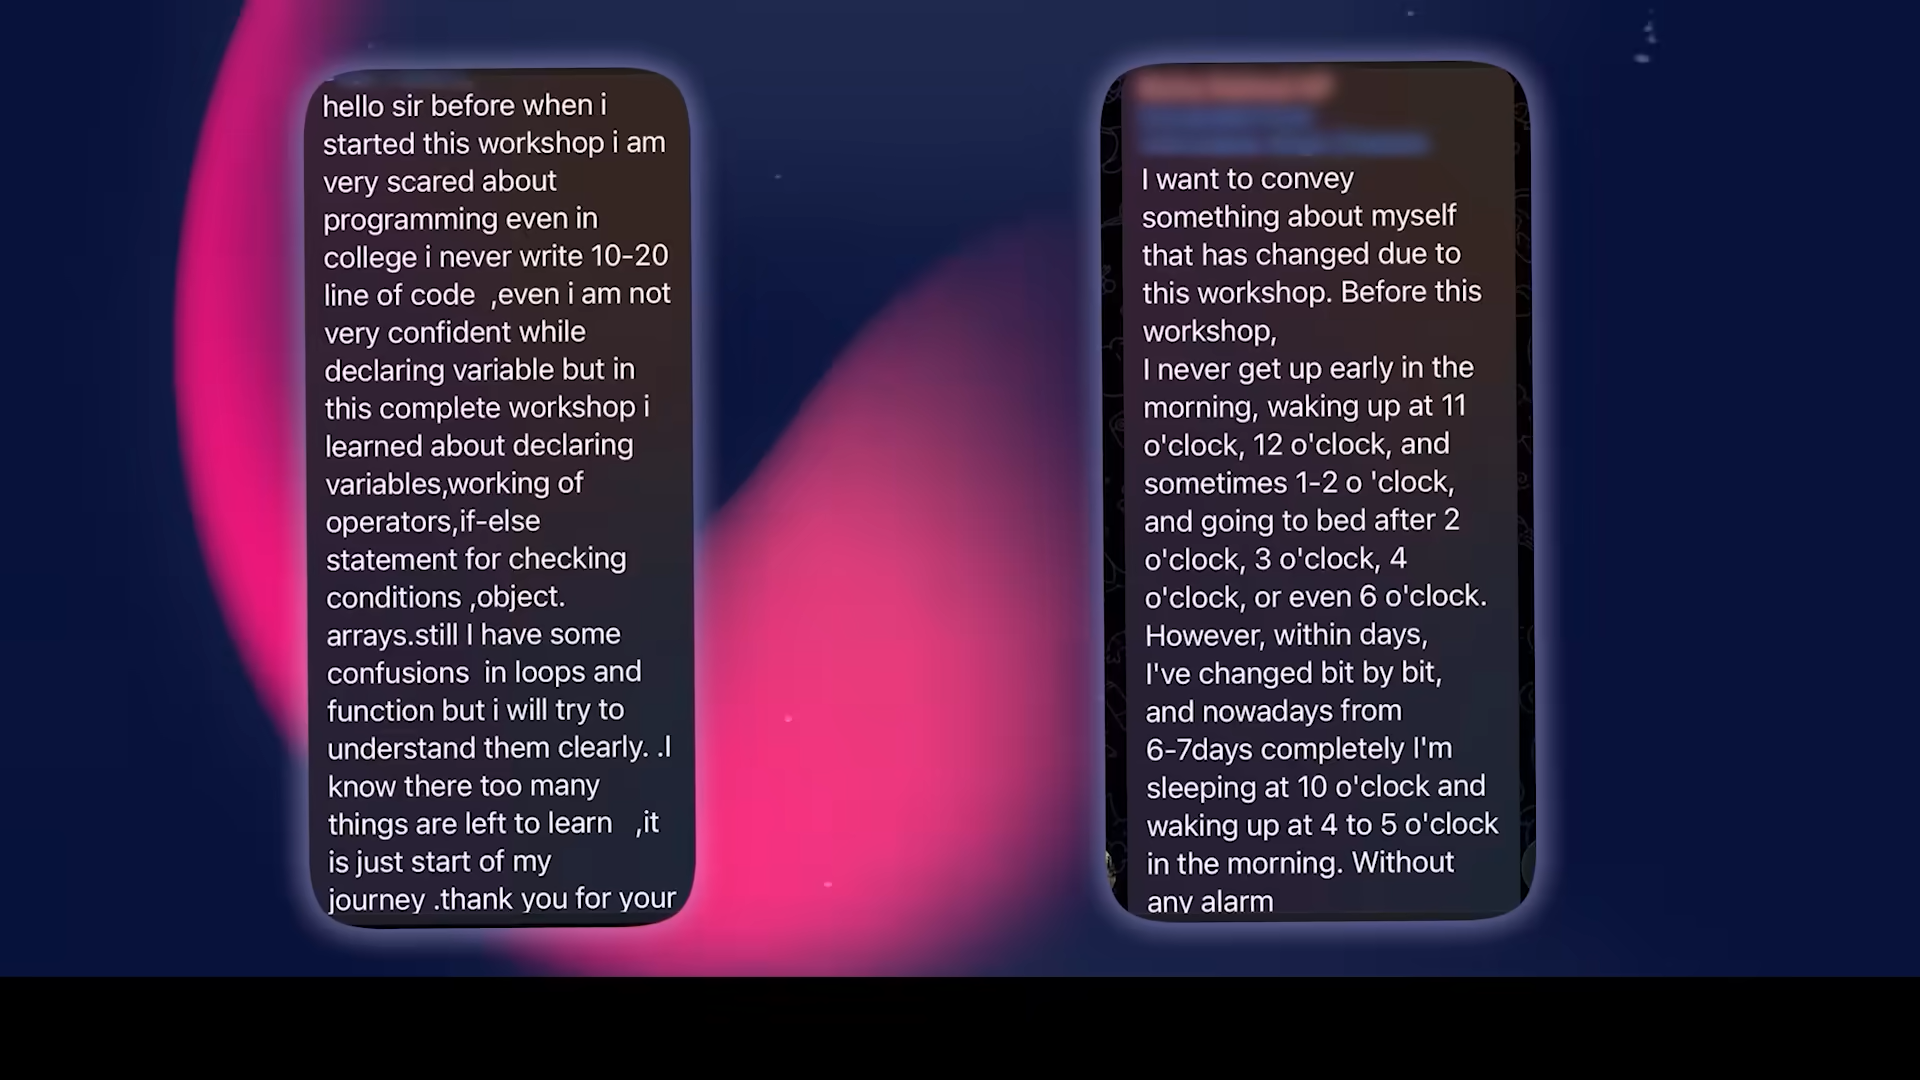 hello sir before when i
started this workshop i am
very scared about
programming even in
college i never write 10-20
line of code  ,even i am not
very confident while
declaring variable but in
this complete workshop i
learned about declaring
variables,working of
operators,if-else
statement for checking
conditions ,object.
arrays.still I have some
confusions  in loops and
function but i will try to
understand them clearly. .I
know there too many
things are left to learn   ,it
is just start of my
journey .thank you for your
I want to convey
something about myself
that has changed due to
this workshop. Before this
workshop,
I never get up early in the
morning, waking up at 11
o'clock, 12 o'clock, and
sometimes 1-2 o 'clock,
and going to bed after 2
o'clock, 3 o'clock, 4
o'clock, or even 6 o'clock.
However, within days,
I've changed bit by bit,
and nowadays from
6-7days completely I'm
sleeping at 10 o'clock and
waking up at 4 to 5 o'clock
in the morning. Without
any alarm